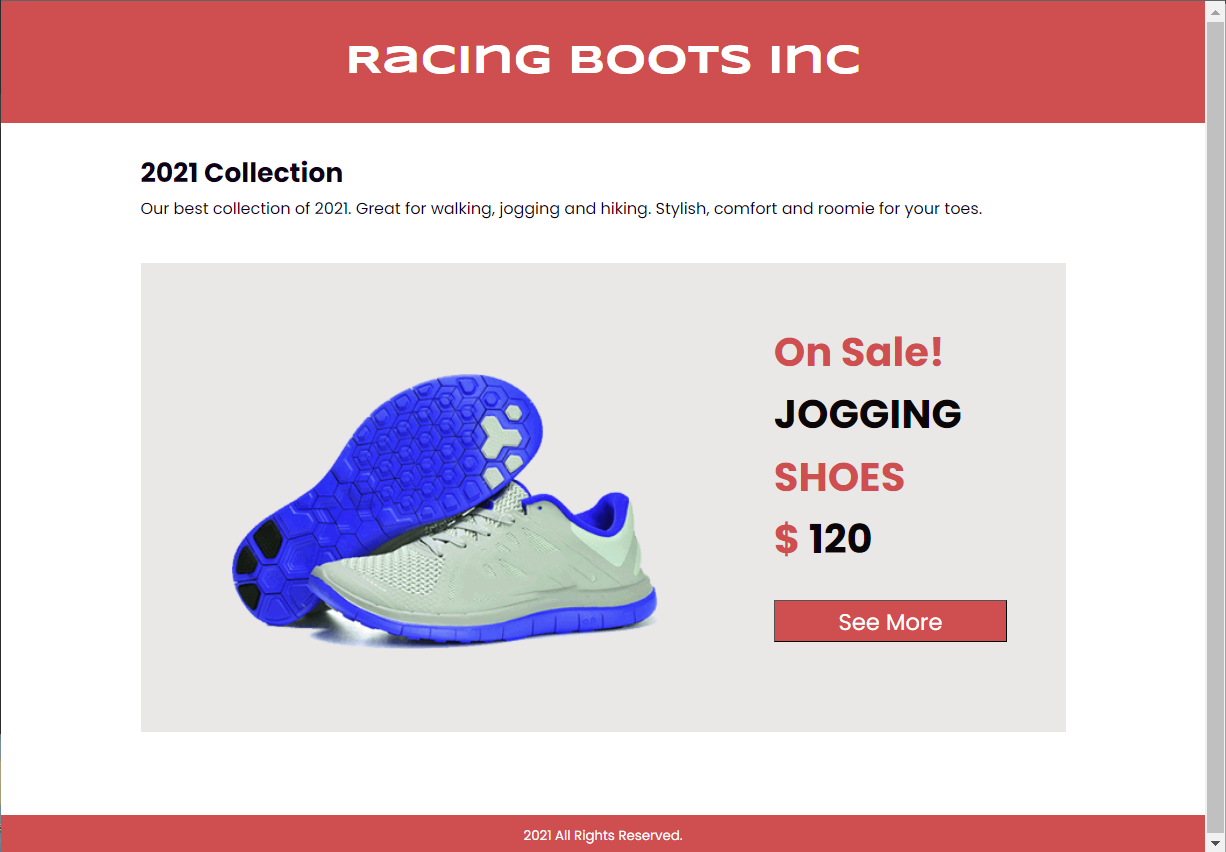 Racing Boots Inc
2021 Collection
Our best collection of 2021. Great for walking, jogging and hiking. Stylish, comfort and roomie for your toes.
On Sale!
JOGGING
SHOES
$ 120
See More
2021 All Rights Reserved.